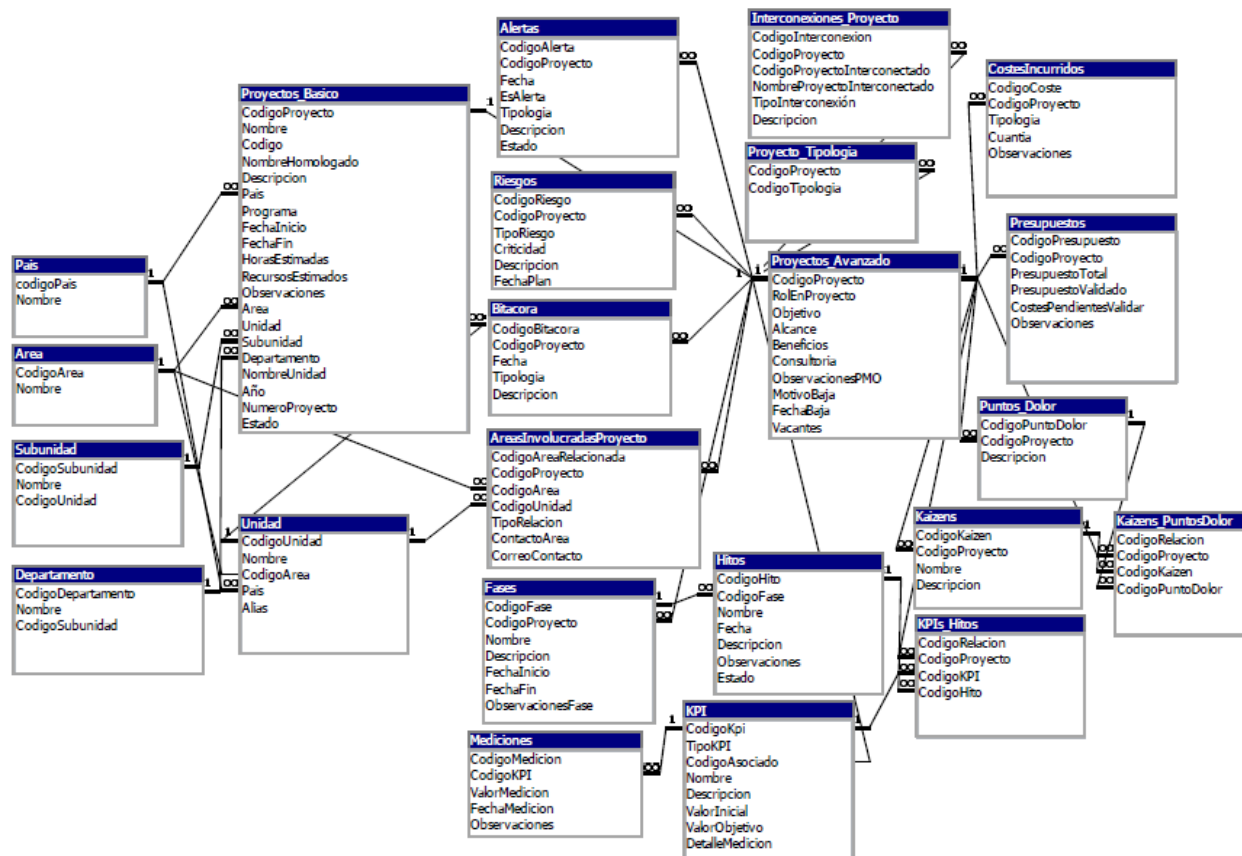 Alertas
CodigoAlerta
CodigoProyecto
Fecha
EsAlerta
Tipologia
Descripcion
Estado
Interconexiones_Proyecto
CodigoInterconexion
CodigoProyecto
CodigoProyectoInterconectado
NombreProyectoInterconectado
TipoInterconexión
Descripcion
CostesIncurridos
CodigoCoste
CodigoProyecto
Tipologia
Cuantia
Observaciones
Proyectos_Basico
CodigoProyecto
Nombre
Codigo
NombreHomologado
Descripcion
Pais
Programa
FechaInicio
FechaFin
HorasEstimadas
RecursosEstimados
Observaciones
Area
Unidad
Subunidad
Departamento
NombreUnidad
Año
NumeroProyecto
Estado
Proyecto_Tipologia
CodigoProyecto
CodigoTipologia
Riesgos
CodigoRiesgo
CodigoProyecto
TipoRiesgo
Criticidad
Descripcion
FechaPlan
Presupuestos
CodigoPresupuesto
CodigoProyecto
PresupuestoTotal
PresupuestoValidado
CostesPendientesValidar
Observaciones
Pais
codigoPais
Nombre
Proyectos_Avanzado
CodigoProyecto
RolEnProyecto
Objetivo
Alcance
Beneficios
Consultoria
ObservacionesPMO
MotivoBaja
FechaBaja
Vacantes
Bitacora
CodigoBitacora
CodigoProyecto
Fecha
Tipologia
Descripcion
Area
CodigoArea
Nombre
Puntos_Dolor
CodigoPuntoDolor
CodigoProyecto
Descripcion
AreasInvolucradasProyecto
CodigoAreaRelacionada
CodigoProyecto
CodigoArea
CodigoUnidad
TipoRelacion
ContactoArea
CorreoContacto
Subunidad
CodigoSubunidad
Nombre
CodigoUnidad
Unidad
CodigoUnidad
Nombre
CodigoArea
Pais
Alias
Kaizens
CodigoKaizen
CodigoProyecto
Nombre
Descripcion
Kaizens_PuntosDolor
CodigoRelacion
CodigoProyecto
CodigoKaizen
CodigoPuntoDolor
Departamento
CodigoDepartamento
Nombre
CodigoSubunidad
Hitos
CodigoHito
CodigoFase
Nombre
Fecha
Descripcion
Observaciones
Estado
Fases
CodigoFase
CodigoProyecto
Nombre
Descripcion
FechaInicio
FechaFin
ObservacionesFase
KPIs_Hitos
CodigoRelacion
CodigoProyecto
CodigoKPI
CodigoHito
KPI
CodigoKpi
TipoKPI
CodigoAsociado
Nombre
Descripcion
ValorInicial
ValorObjetivo
DetalleMedicion
Mediciones
CodigoMedicion
CodigoKPI
ValorMedicion
FechaMedicion
Observaciones